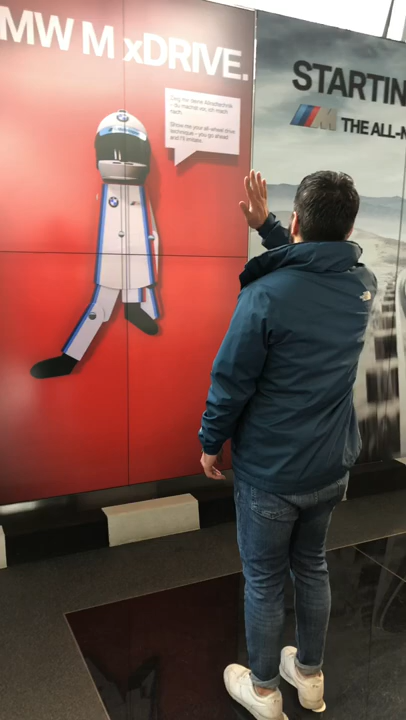 MW M xDRIVE.
Zeig mir deine Allradtechnik
- du machst vor, ich mach
nach.
Show me your all-wheel drive
technique – you go ahead
and I'll ensape.
STARTIN
M THE ALL-N